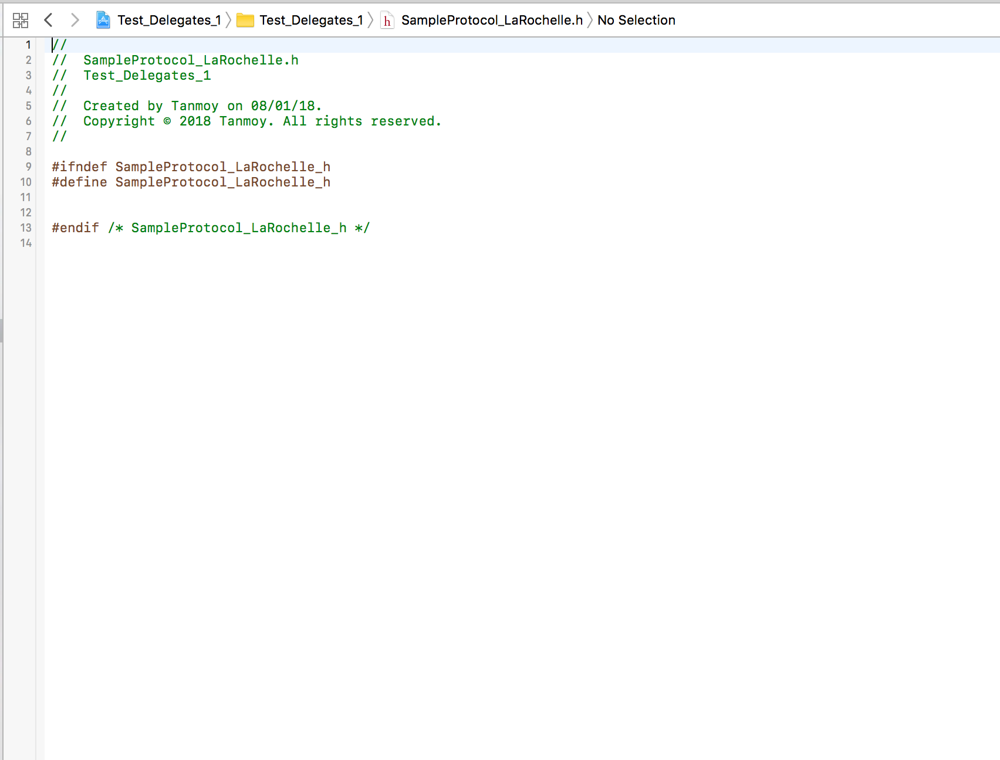 Test_Delegates_1 〉 Test_Delegates_1 〉 h SampleProtocol_LaRochelle.h 〉 No Selection
1 //
2 //  SampleProtocol_LaRochelle.h
3 //  Test_Delegates_1
4 //
5 //  Created by Tanmoy on 08/01/18.
6 //  Copyright © 2018 Tanmoy. All rights reserved.
7 //
8
9 #ifndef SampleProtocol_LaRochelle_h
10 #define SampleProtocol_LaRochelle_h
11
12
13 #endif /* SampleProtocol_LaRochelle_h */
14